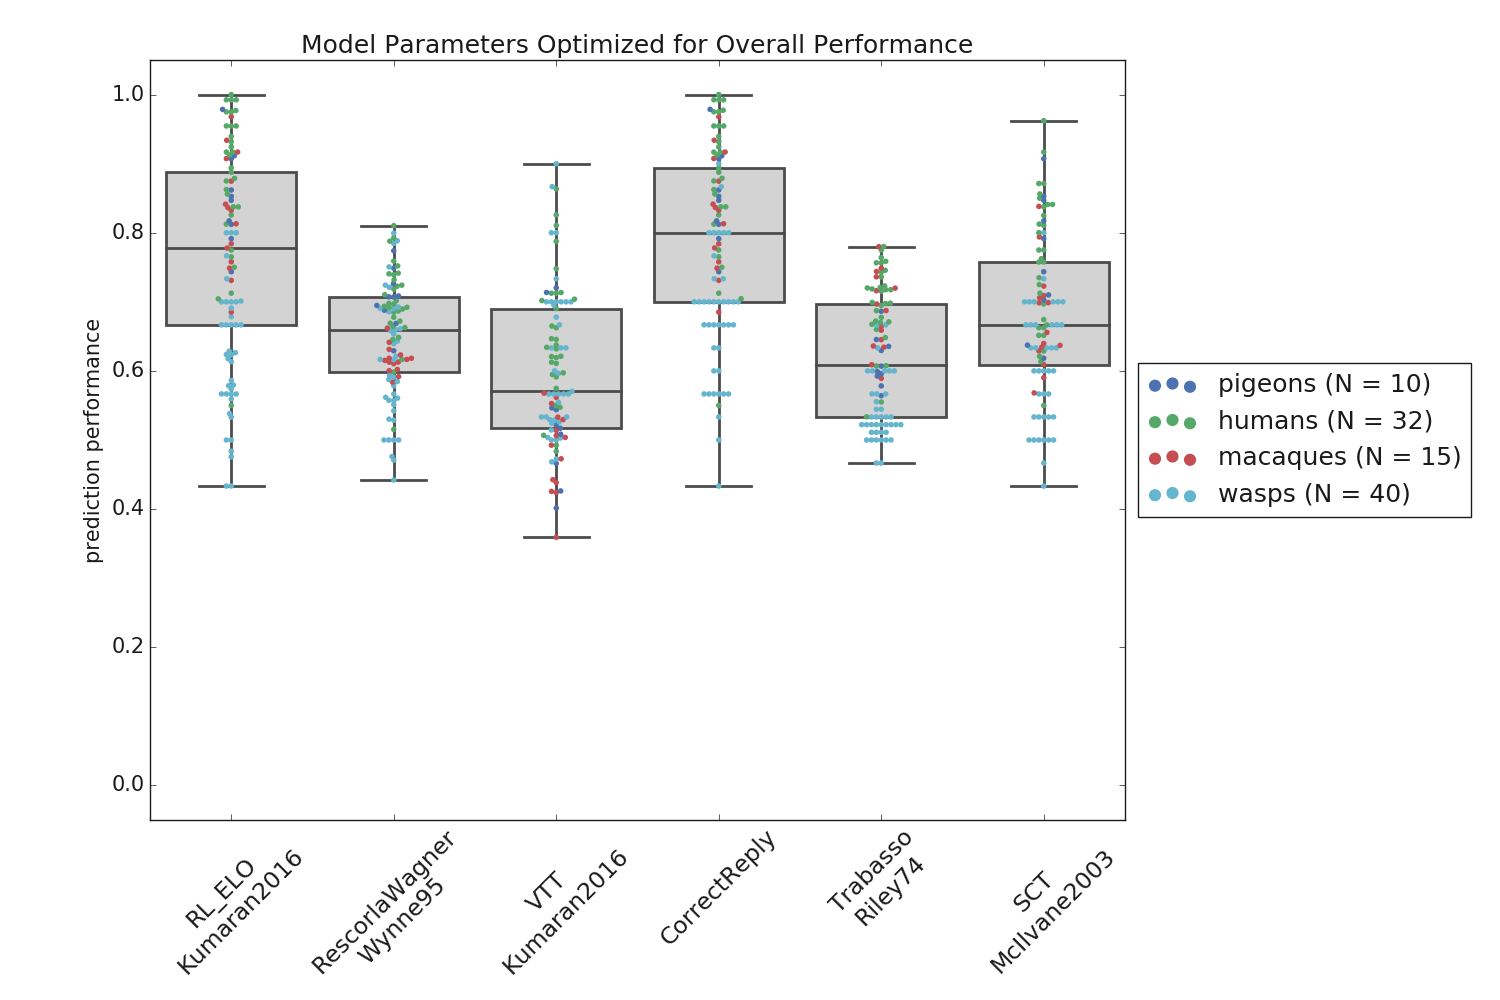 Model Parameters Optimized for Overall Performance
prediction performance
1.0
0.8
0.6
0.4
0.2
0.0
RL_ELO
Kumaran2016
RescorlaWagner
Wynne95
VTT
Kumaran2016
CorrectReply
Trabasso
Riley74
SCT
McIlvane2003
pigeons (N = 10)
humans (N = 32)
macaques (N = 15)
wasps (N = 40)